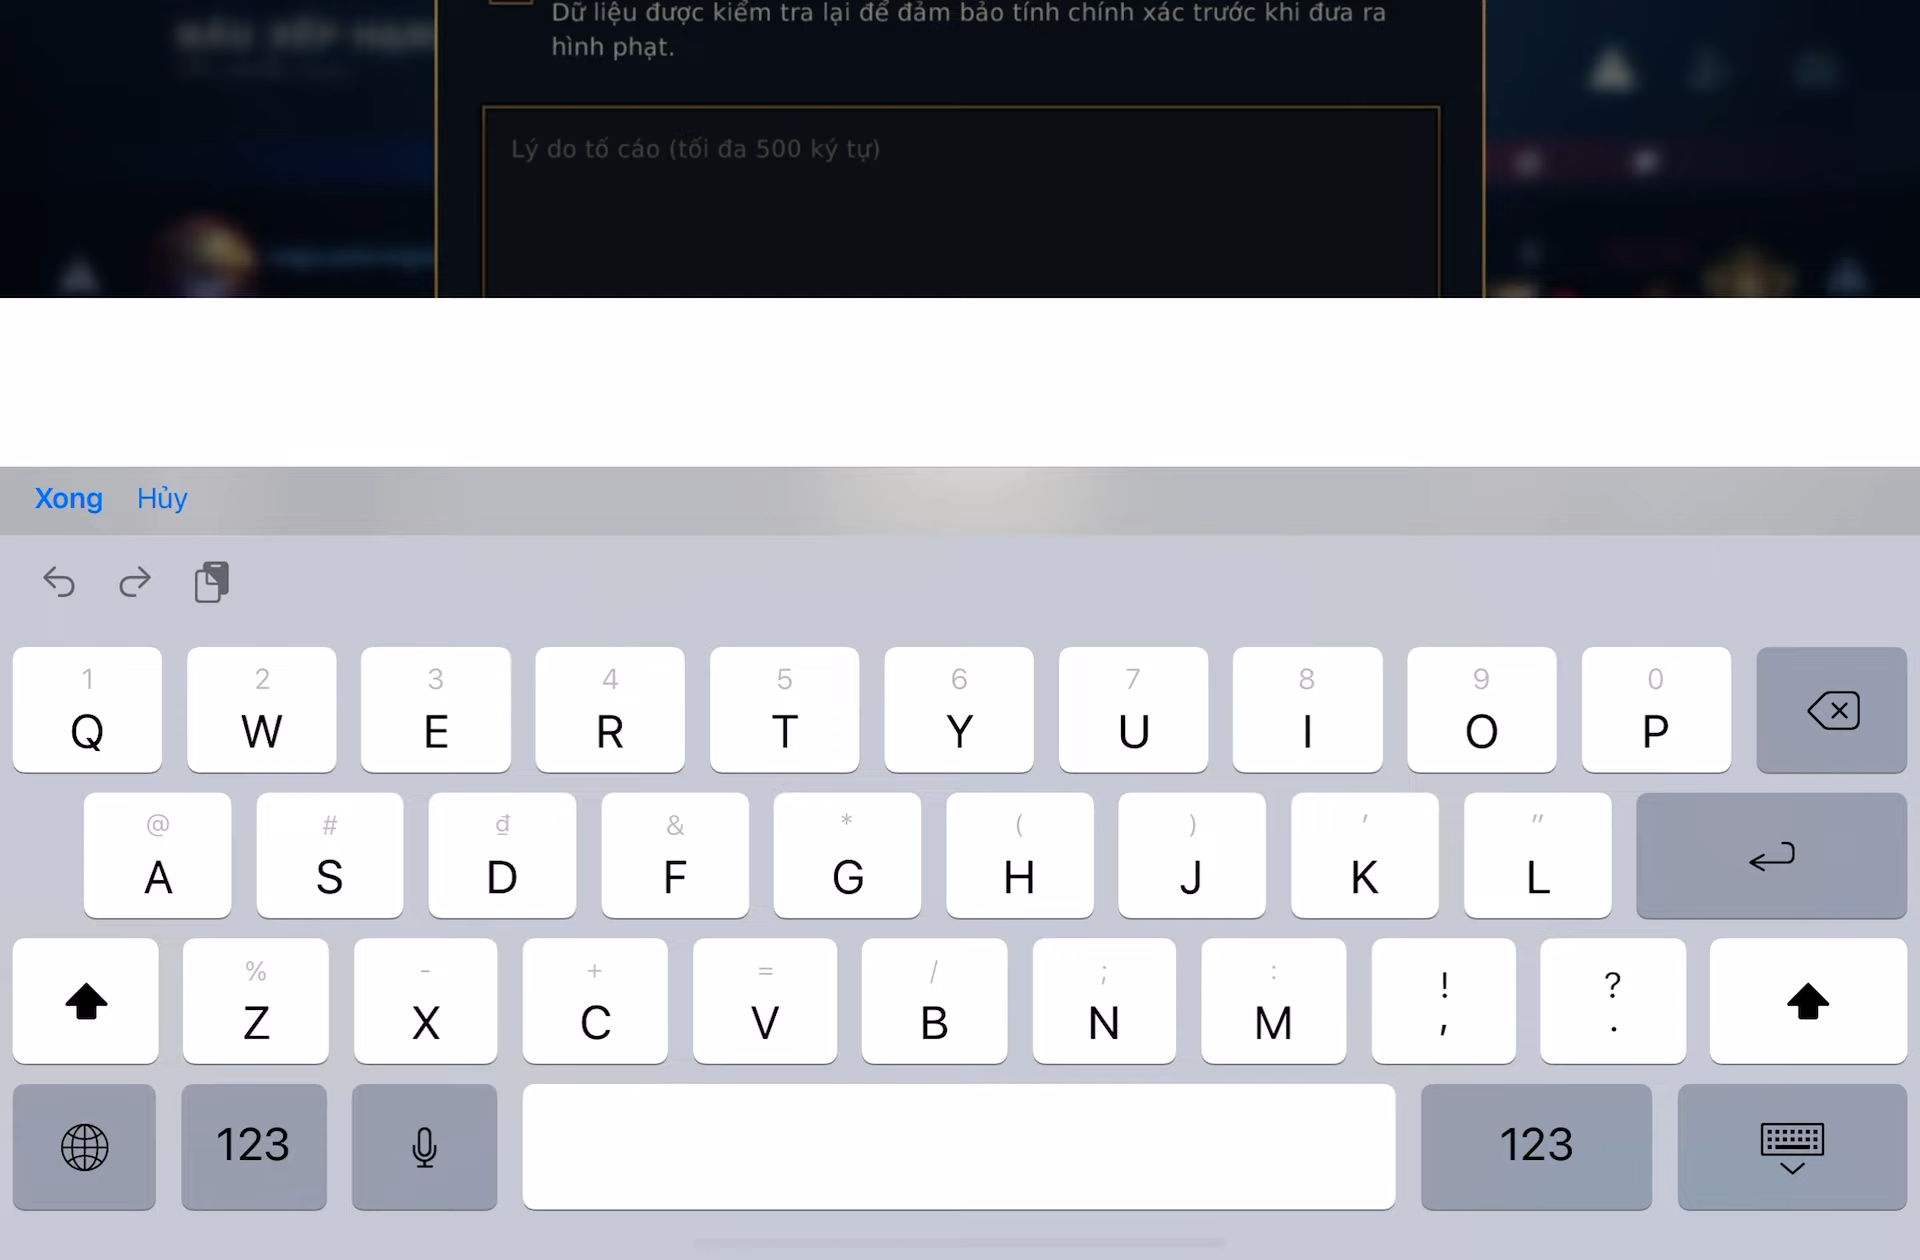 Dữ liệu được kiểm tra lại để đảm bảo tính chính xác trước khi đưa ra
hình phạt.
Lý do tố cáo (tối đa 500 ký tự)
Xong Hủy
1 2 3 4 5 6 7 8 9 0
Q W E R T Y U I O P
@ # đ & * ( ) ' "
A S D F G H J K L
% - + = / ; : ! ?
Z X C V B N M , .
123 123